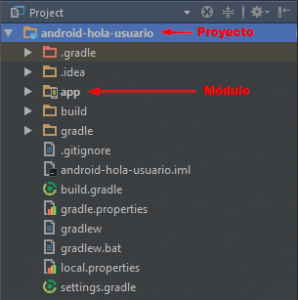 Project
android-hola-usuario Proyecto
.gradle
.idea
app Módulo
build
gradle
.gitignore
android-hola-usuario.iml
build.gradle
gradle.properties
gradlew
gradlew.bat
local.properties
settings.gradle